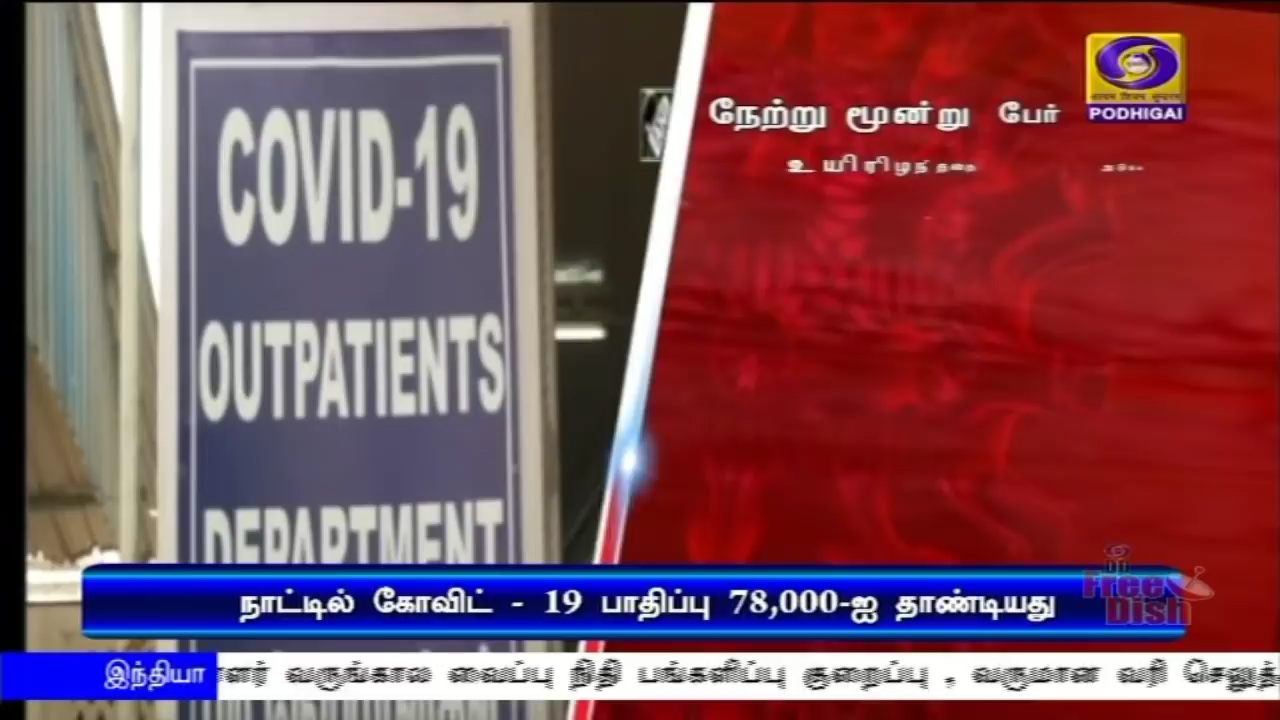 COVID-19
OUTPATIENTS
DEPARTMENT
நேற்று மூன்று பேர்
PODHIGAI
நாட்டில் கோவிட் - 19 பாதிப்பு 78,000-ஐ தாண்டியது
Free
Dish
இந்தியா
வருங்கால வைப்பு நிதி பங்களிப்பு குறைப்பு , வருமான வரி